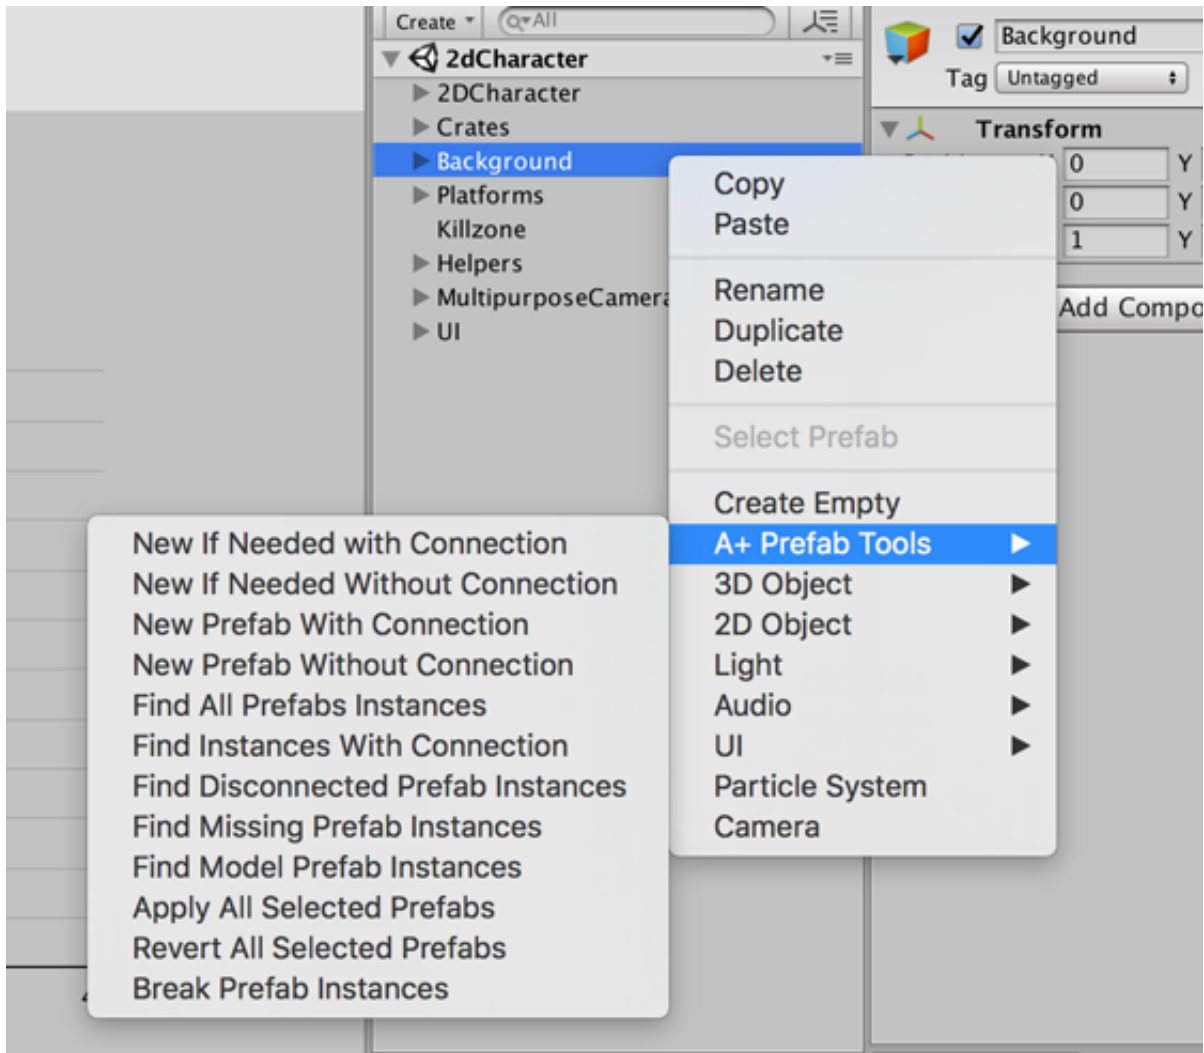 Create
All
2dCharacter
2DCharacter
Crates
Background
Platforms
Killzone
Helpers
MultipurposeCamera
UI
Background
Tag Untagged
Transform
0 Y
0 Y
1 Y
Add Compo
Copy
Paste
Rename
Duplicate
Delete
Select Prefab
Create Empty
A+ Prefab Tools
3D Object
2D Object
Light
Audio
UI
Particle System
Camera
New If Needed with Connection
New If Needed Without Connection
New Prefab With Connection
New Prefab Without Connection
Find All Prefabs Instances
Find Instances With Connection
Find Disconnected Prefab Instances
Find Missing Prefab Instances
Find Model Prefab Instances
Apply All Selected Prefabs
Revert All Selected Prefabs
Break Prefab Instances